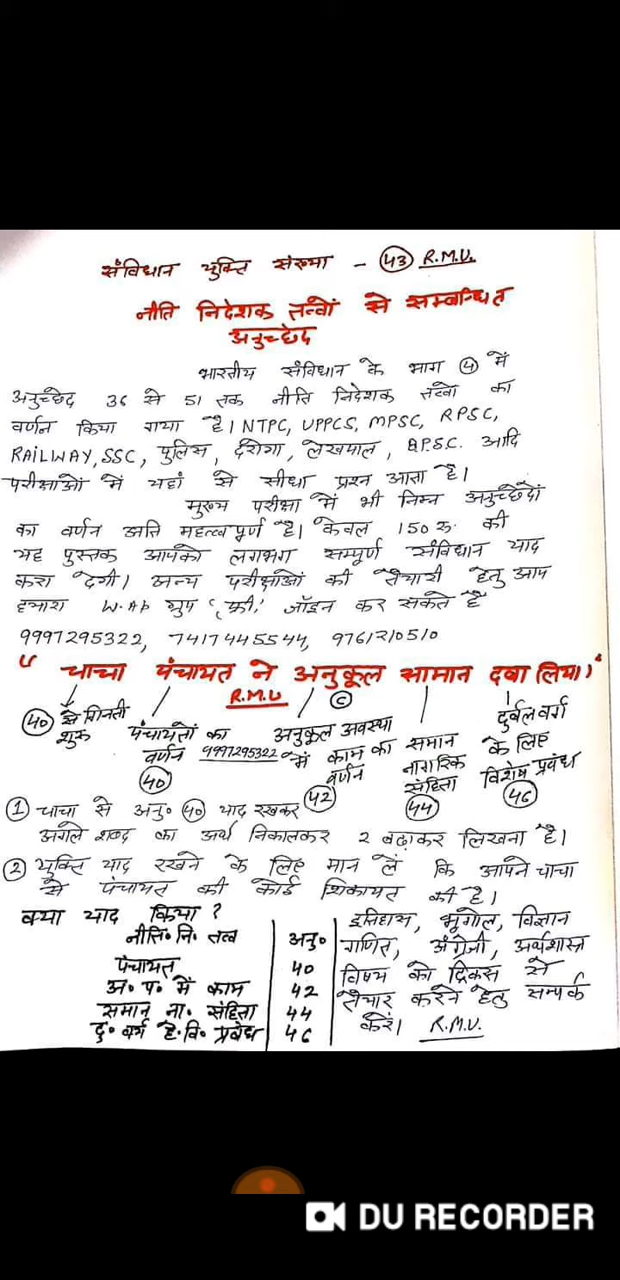 संविधान युक्ति संख्या - 43 R.M.U.
नीति निदेशक तत्वों से सम्बन्धित
अनुच्छेद
भारतीय संविधान के भाग 4 में
अनुच्छेद 36 से 51 तक नीति निदेशक तत्वों का
वर्णन किया गया है। NTPC, UPPCS, MPSC, RPSC,
RAILWAY, SSC, पुलिस, दरोगा, लेखपाल, B.P.S.C. आदि
परीक्षाओं में यहां से सीधा प्रश्न आता है।
मुख्य परीक्षा में भी निम्न अनुच्छेदों
का वर्णन अति महत्वपूर्ण है। केवल 150 रु. की
यह पुस्तक आपको लगभग सम्पूर्ण संविधान याद
करा देगी। अन्य परीक्षाओं की तैयारी हेतु आप
हमारा W.Ap ग्रुप 'फ्री' जॉइन कर सकते हैं
9997295322, 7417445544, 9761210510
"चाचा पंचायत ने अनुकूल सामान दबा लिया।"
R.M.U ©
40 से गिनती शुरु
पंचायतों का वर्णन 40
9997295322
अनुकूल अवस्था में काम का वर्णन 42
समान नागरिक संहिता 44
दुर्बल वर्ग के लिए विशेष प्रबंध 46
1 चाचा से अनु० 40 याद रखकर
अगले शब्द का अर्थ निकालकर 2 बढ़ाकर लिखना है।
2 युक्ति याद रखने के लिए मान लें कि आपने चाचा
से पंचायत की कोई शिकायत की है।
क्या याद किया?
नीति० नि० तत्व अनु०
पंचायत 40
अ० प० में काम 42
समान ना० संहिता 44
दु० वर्ग हे० वि० प्रबंध 46
इतिहास, भूगोल, विज्ञान
गणित, अंग्रेजी, अर्थशास्त्र
विषय को ट्रिक्स से
तैयार करने हेतु सम्पर्क
करें। R.M.U.
DU RECORDER